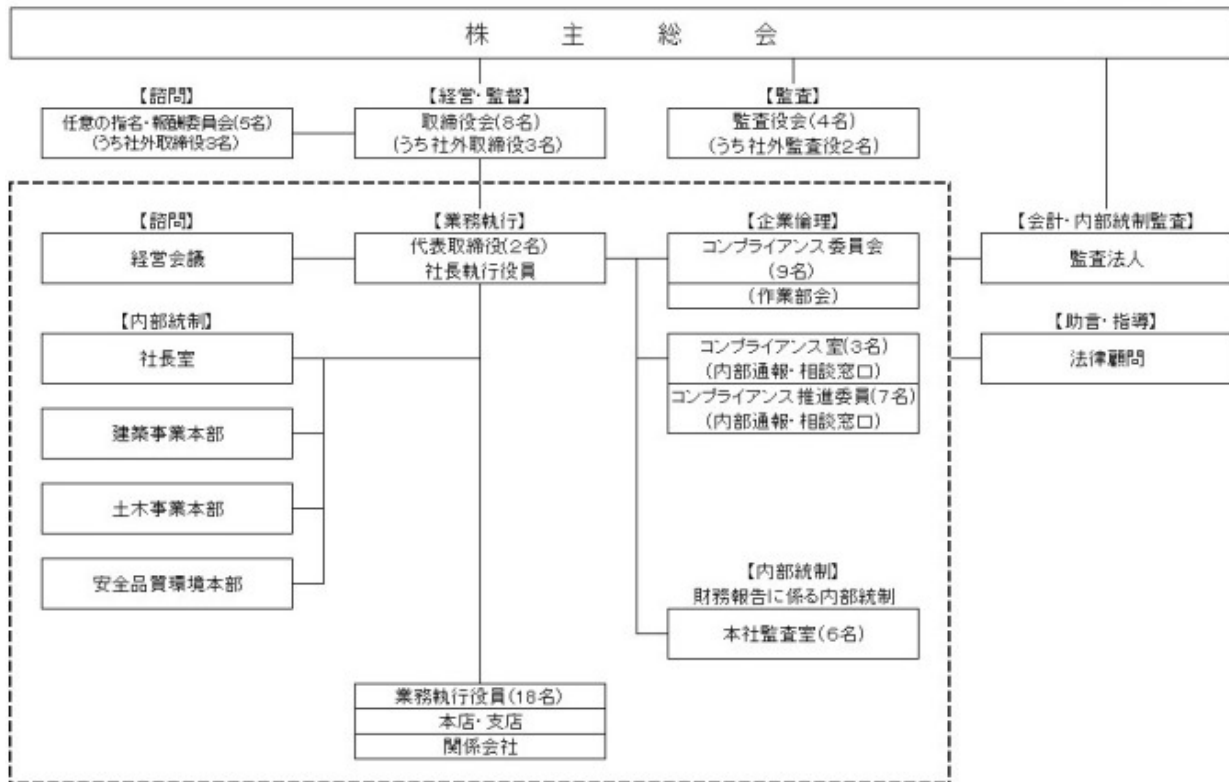 株主総会
【諮問】
任意の指名・報酬委員会(5名)
(うち社外取締役3名)
【経営・監督】
取締役会(8名)
(うち社外取締役3名)
【監査】
監査役会(4名)
(うち社外監査役2名)
【諮問】
経営会議
【業務執行】
代表取締役(2名)
社長執行役員
【企業倫理】
コンプライアンス委員会
(9名)
(作業部会)
【会計・内部統制監査】
監査法人
【内部統制】
社長室
コンプライアンス室(3名)
(内部通報・相談窓口)
コンプライアンス推進委員(7名)
(内部通報・相談窓口)
【助言・指導】
法律顧問
建築事業本部
土木事業本部
安全品質環境本部
【内部統制】
財務報告に係る内部統制
本社監査室(6名)
業務執行役員(18名)
本店・支店
関係会社